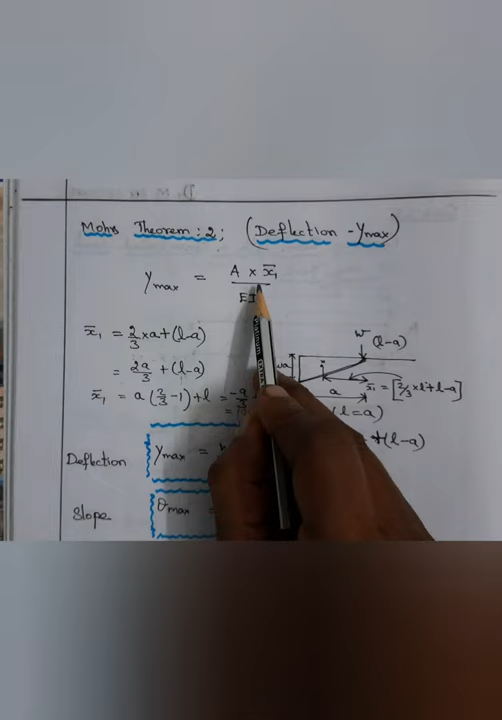 Mohrs Theorem : 2 ; (Deflection - Ymax)
Ymax = A × x̄1 / EI
x̄1 = 2/3 × a + (l-a)
= 2a/3 + (l-a)
x̄1 = a (2/3 - 1) + l = -a
W (l-a)
a
x̄1 = [2/3 × l + l-a]
(l=a)
+(l-a)
Deflection Ymax =
Slope θmax =